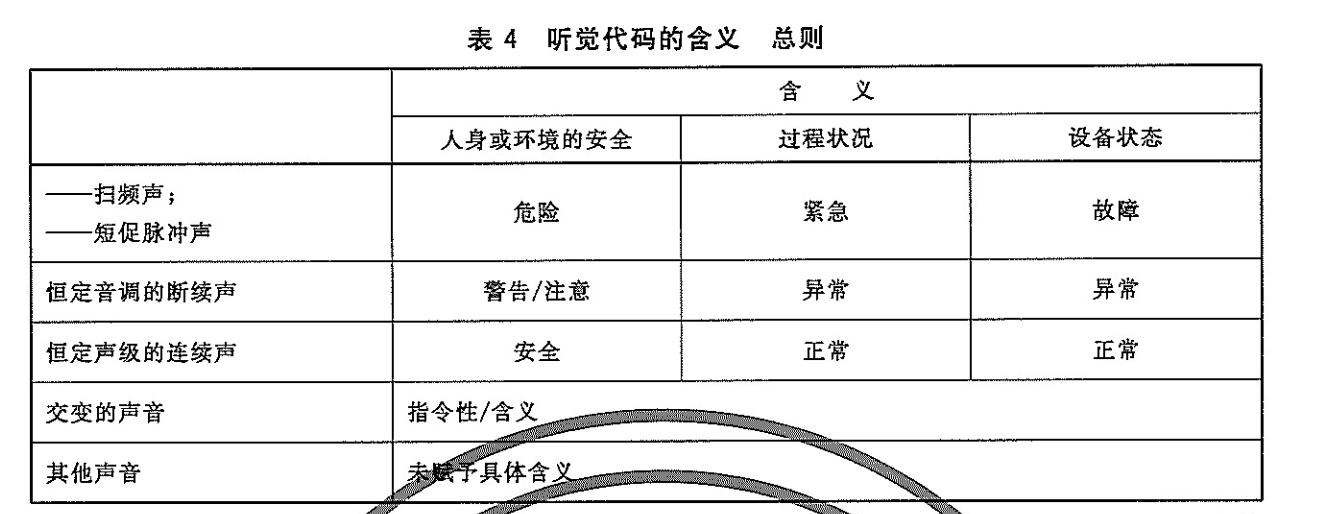 表 4 听觉代码的含义 总则
含 义
人身或环境的安全 过程状况 设备状态
——扫频声；
——短促脉冲声
危险 紧急 故障
恒定音调的断续声 警告/注意 异常 异常
恒定声级的连续声 安全 正常 正常
交变的声音 指令性/含义
其他声音 未赋予具体含义